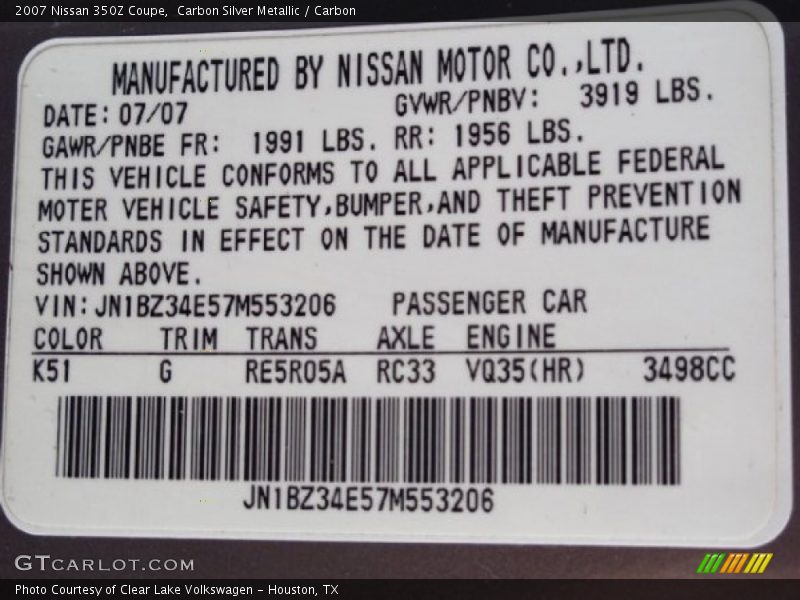 2007 Nissan 350Z Coupe,  Carbon Silver Metallic / Carbon
MANUFACTURED BY NISSAN MOTOR CO.,LTD.
DATE: 07/07 GVWR/PNBV: 3919 LBS.
GAWR/PNBE FR: 1991 LBS. RR: 1956 LBS.
THIS VEHICLE CONFORMS TO ALL APPLICABLE FEDERAL
MOTER VEHICLE SAFETY,BUMPER,AND THEFT PREVENTION
STANDARDS IN EFFECT ON THE DATE OF MANUFACTURE
SHOWN ABOVE.
VIN: JN1BZ34E57M553206 PASSENGER CAR
COLOR TRIM TRANS AXLE ENGINE
K51 G RE5R05A RC33 VQ35(HR) 3498CC
JN1BZ34E57M553206
GTCARLOT.COM
Photo Courtesy of Clear Lake Volkswagen - Houston, TX